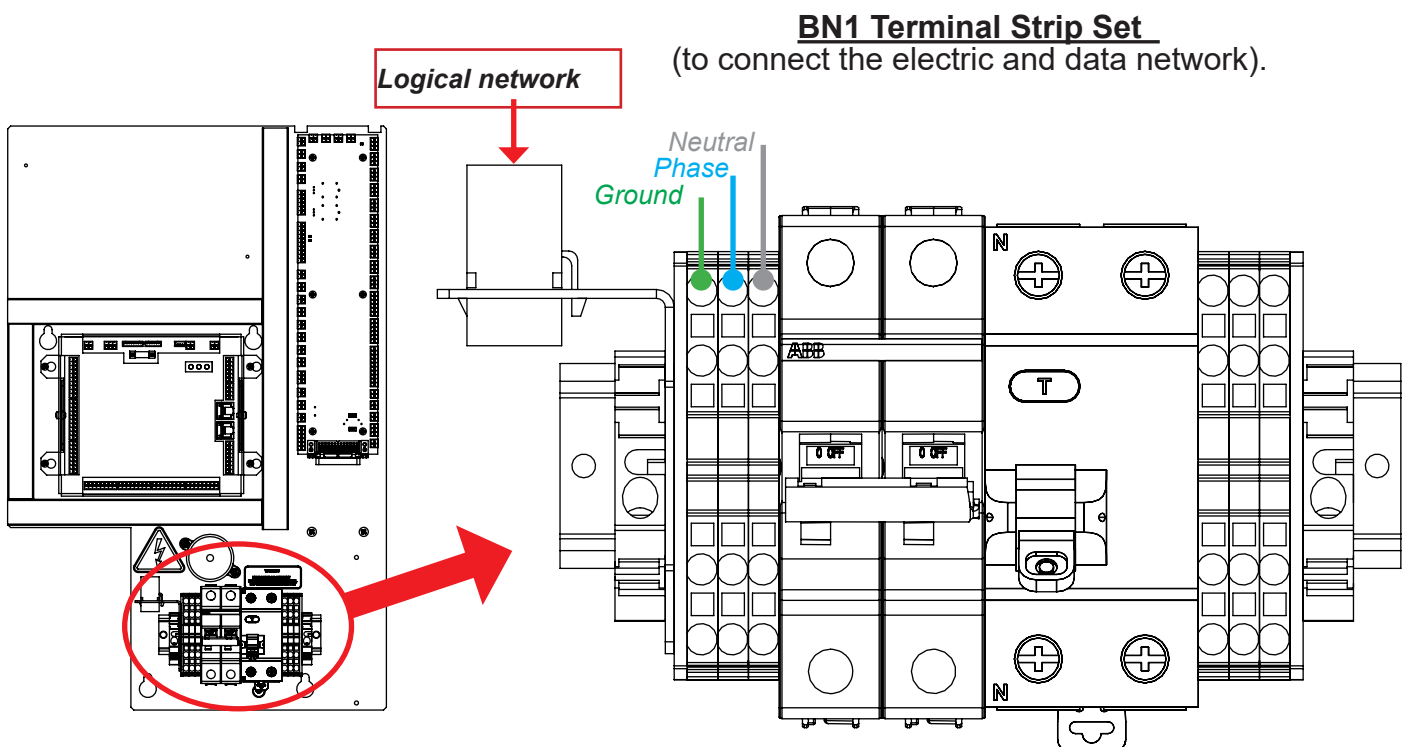 BN1 Terminal Strip Set
(to connect the electric and data network).
Logical network
Neutral
Phase
Ground
N
ABB
T
0 OFF
0 OFF
N